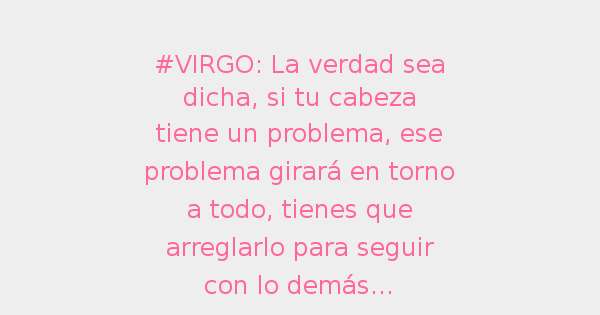 #VIRGO: La verdad sea
dicha, si tu cabeza
tiene un problema, ese
problema girará en torno
a todo, tienes que
arreglarlo para seguir
con lo demás...